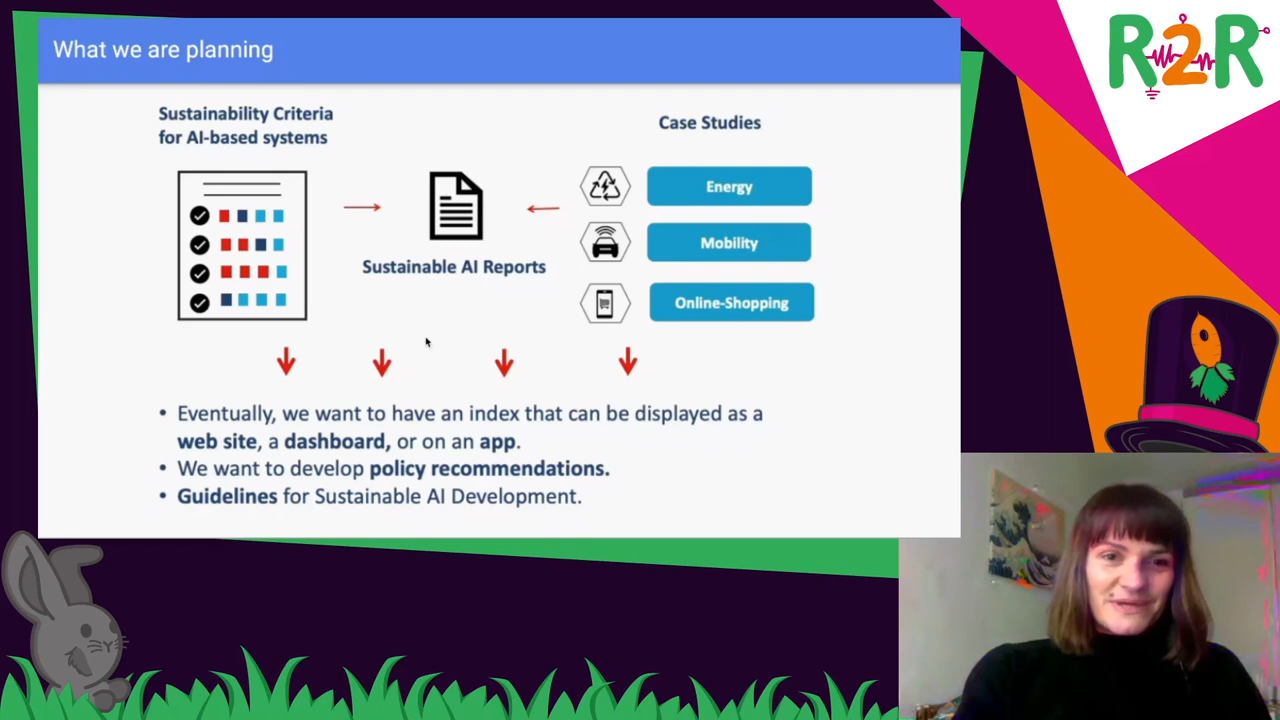 What we are planning
R2R
Sustainability Criteria
for AI-based systems
Case Studies
Energy
Mobility
Sustainable AI Reports
Online-Shopping
• Eventually, we want to have an index that can be displayed as a
web site, a dashboard, or on an app.
• We want to develop policy recommendations.
• Guidelines for Sustainable AI Development.